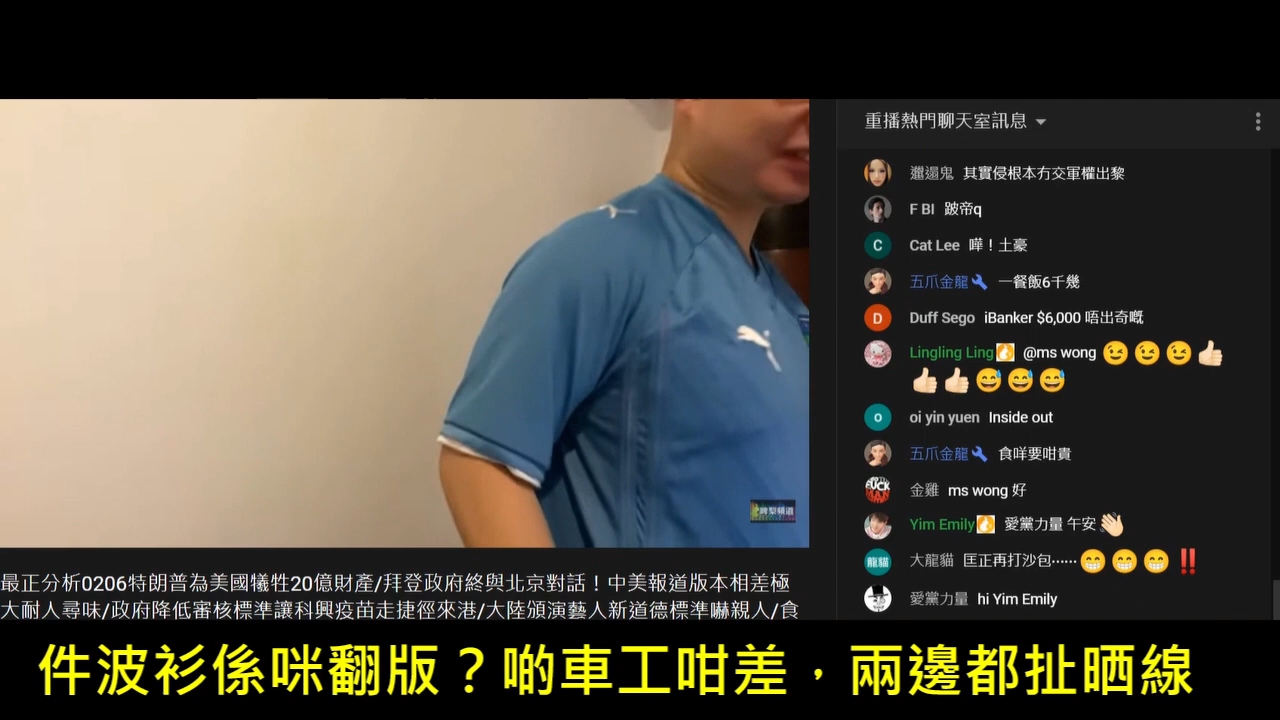 重播熱門聊天室訊息
邋遢鬼 其實侵根本冇交軍權出黎
F BI 跛帝q
Cat Lee 嘩！土豪
五爪金龍 一餐飯6千幾
Duff Sego iBanker $6,000 唔出奇嘅
Lingling Ling @ms wong 😉😉😉👍🏻
👍🏻👍🏻😅😅😅
oi yin yuen Inside out
五爪金龍 食咩要咁貴
金雞 ms wong 好
Yim Emily 愛黨力量 午安👋🏻
大龍貓 匡正再打沙包⋯⋯😁😁😁‼️
愛黨力量 hi Yim Emily
最正分析0206特朗普為美國犧牲20億財產/拜登政府終與北京對話！中美報道版本相差極
大耐人尋味/政府降低審核標準讓科興疫苗走捷徑來港/大陸頒演藝人新道德標準嚇親人/食
件波衫係咪翻版？啲車工咁差，兩邊都扯晒線